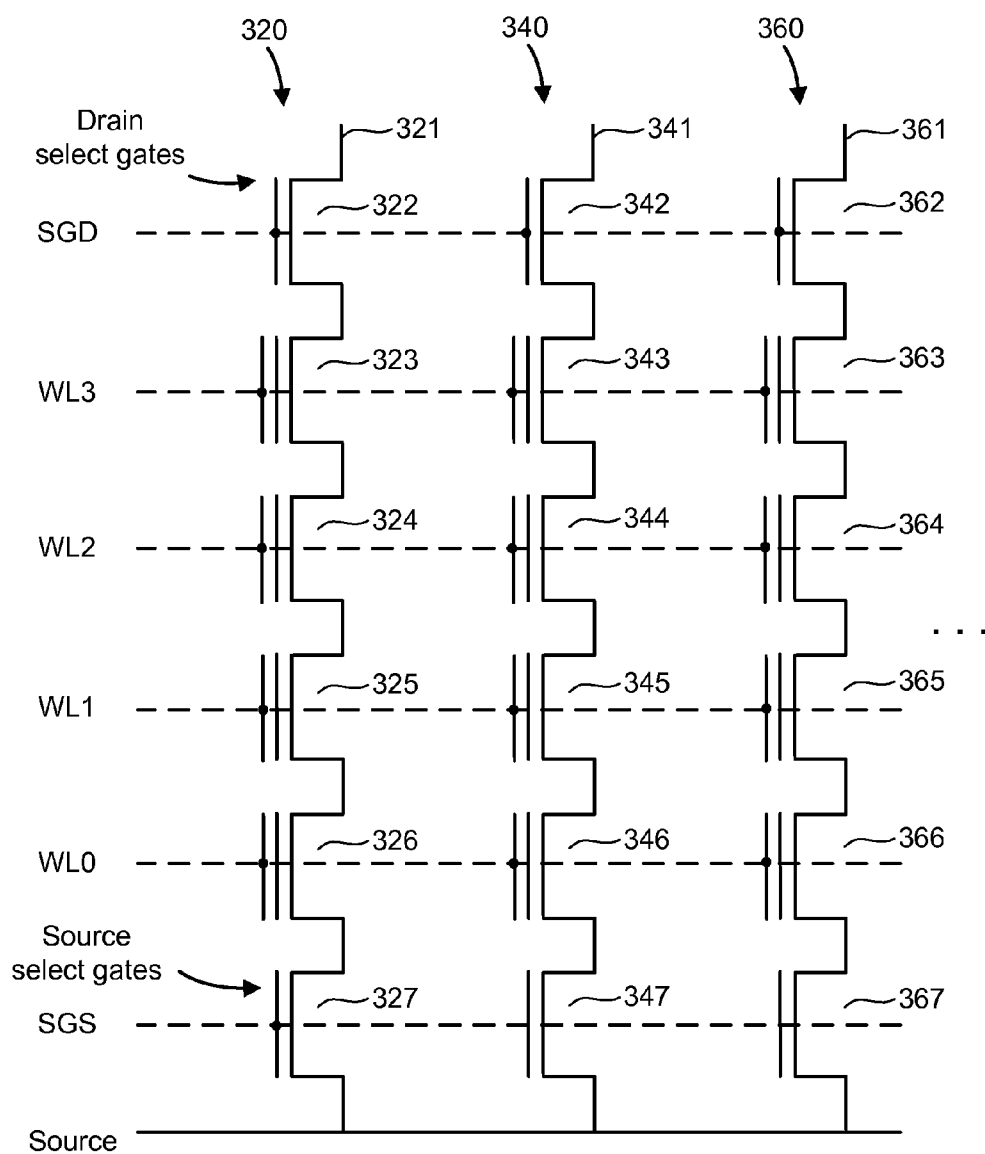 320 340 360
Drain
select gates
321 341 361
322 342 362
SGD
323 343 363
WL3
324 344 364
WL2
. . .
325 345 365
WL1
326 346 366
WL0
Source
select gates
327 347 367
SGS
Source